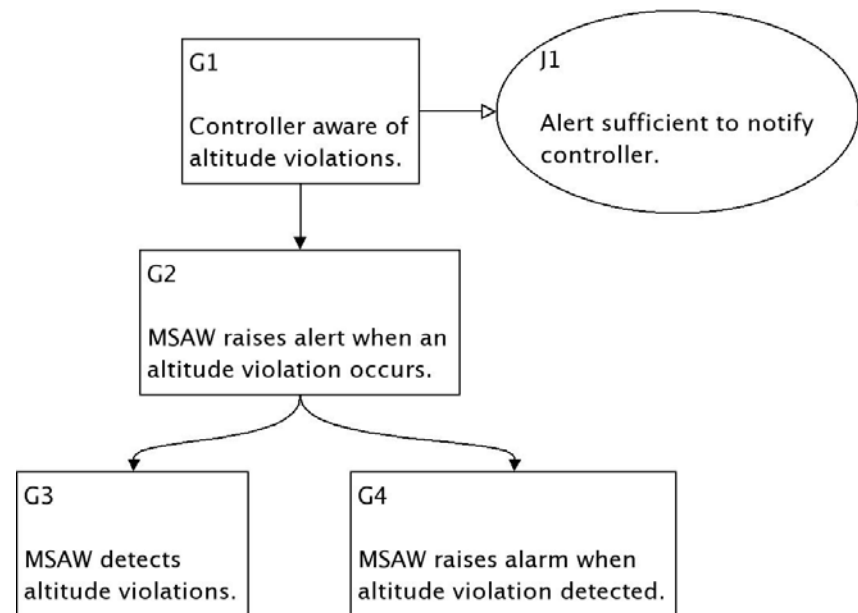 G1
Controller aware of
altitude violations.
J1
Alert sufficient to notify
controller.
G2
MSAW raises alert when an
altitude violation occurs.
G3
MSAW detects
altitude violations.
G4
MSAW raises alarm when
altitude violation detected.